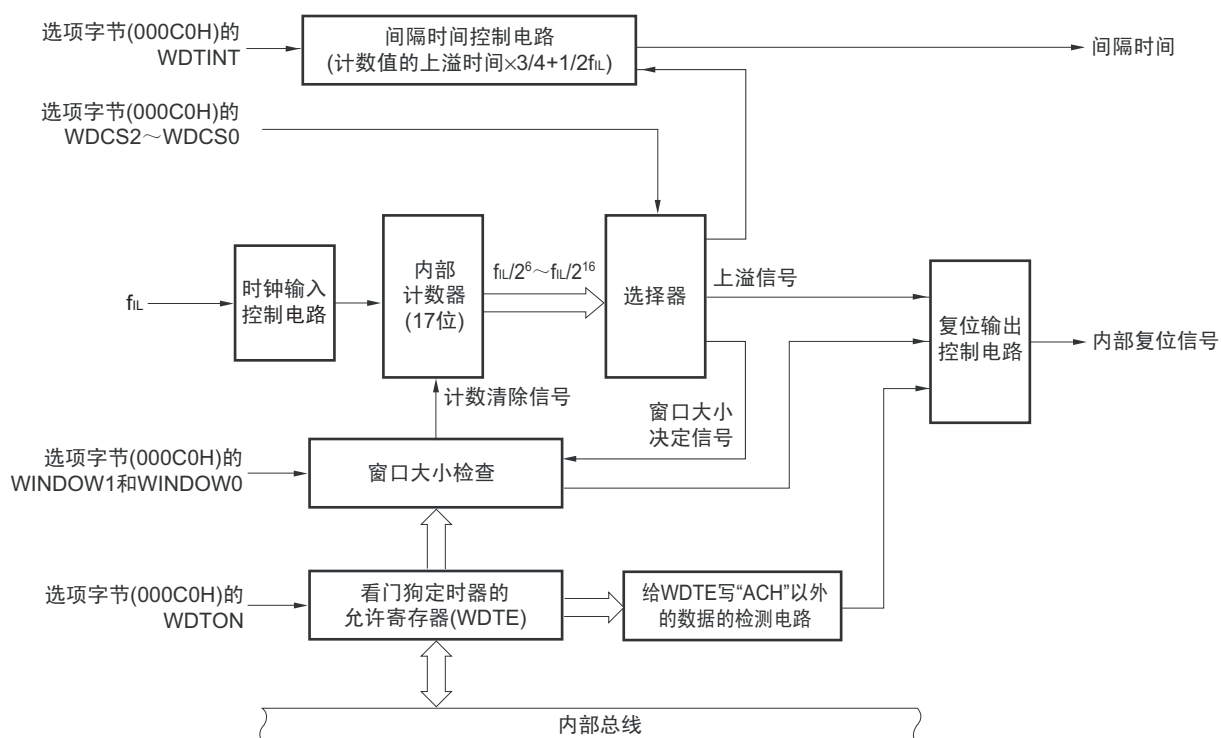 选项字节(000C0H)的
WDTINT
间隔时间控制电路
(计数值的上溢时间×3/4+1/2fIL)
间隔时间
选项字节(000C0H)的
WDCS2～WDCS0
fIL
时钟输入
控制电路
内部
计数器
(17位)
fIL/2⁶～fIL/2¹⁶
选择器
上溢信号
复位输出
控制电路
内部复位信号
计数清除信号
窗口大小
决定信号
选项字节(000C0H)的
WINDOW1和WINDOW0
窗口大小检查
选项字节(000C0H)的
WDTON
看门狗定时器的
允许寄存器(WDTE)
给WDTE写“ACH”以外
的数据的检测电路
内部总线